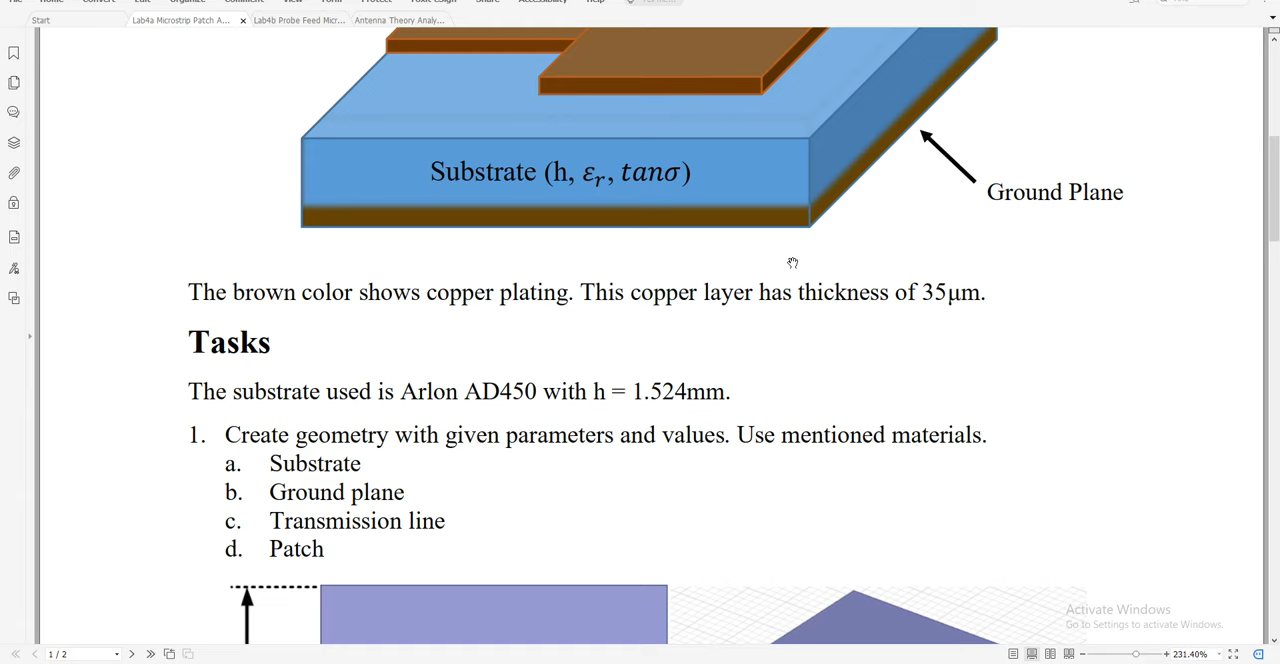 Start
Lab4a Microstrip Patch A... × Lab4b Probe Feed Micr... Antenna Theory Analy...
Substrate (h, εr, tanσ)
Ground Plane
The brown color shows copper plating. This copper layer has thickness of 35μm.
Tasks
The substrate used is Arlon AD450 with h = 1.524mm.
1. Create geometry with given parameters and values. Use mentioned materials.
a. Substrate
b. Ground plane
c. Transmission line
d. Patch
Activate Windows
Go to Settings to activate Windows.
1 / 2
231.40%